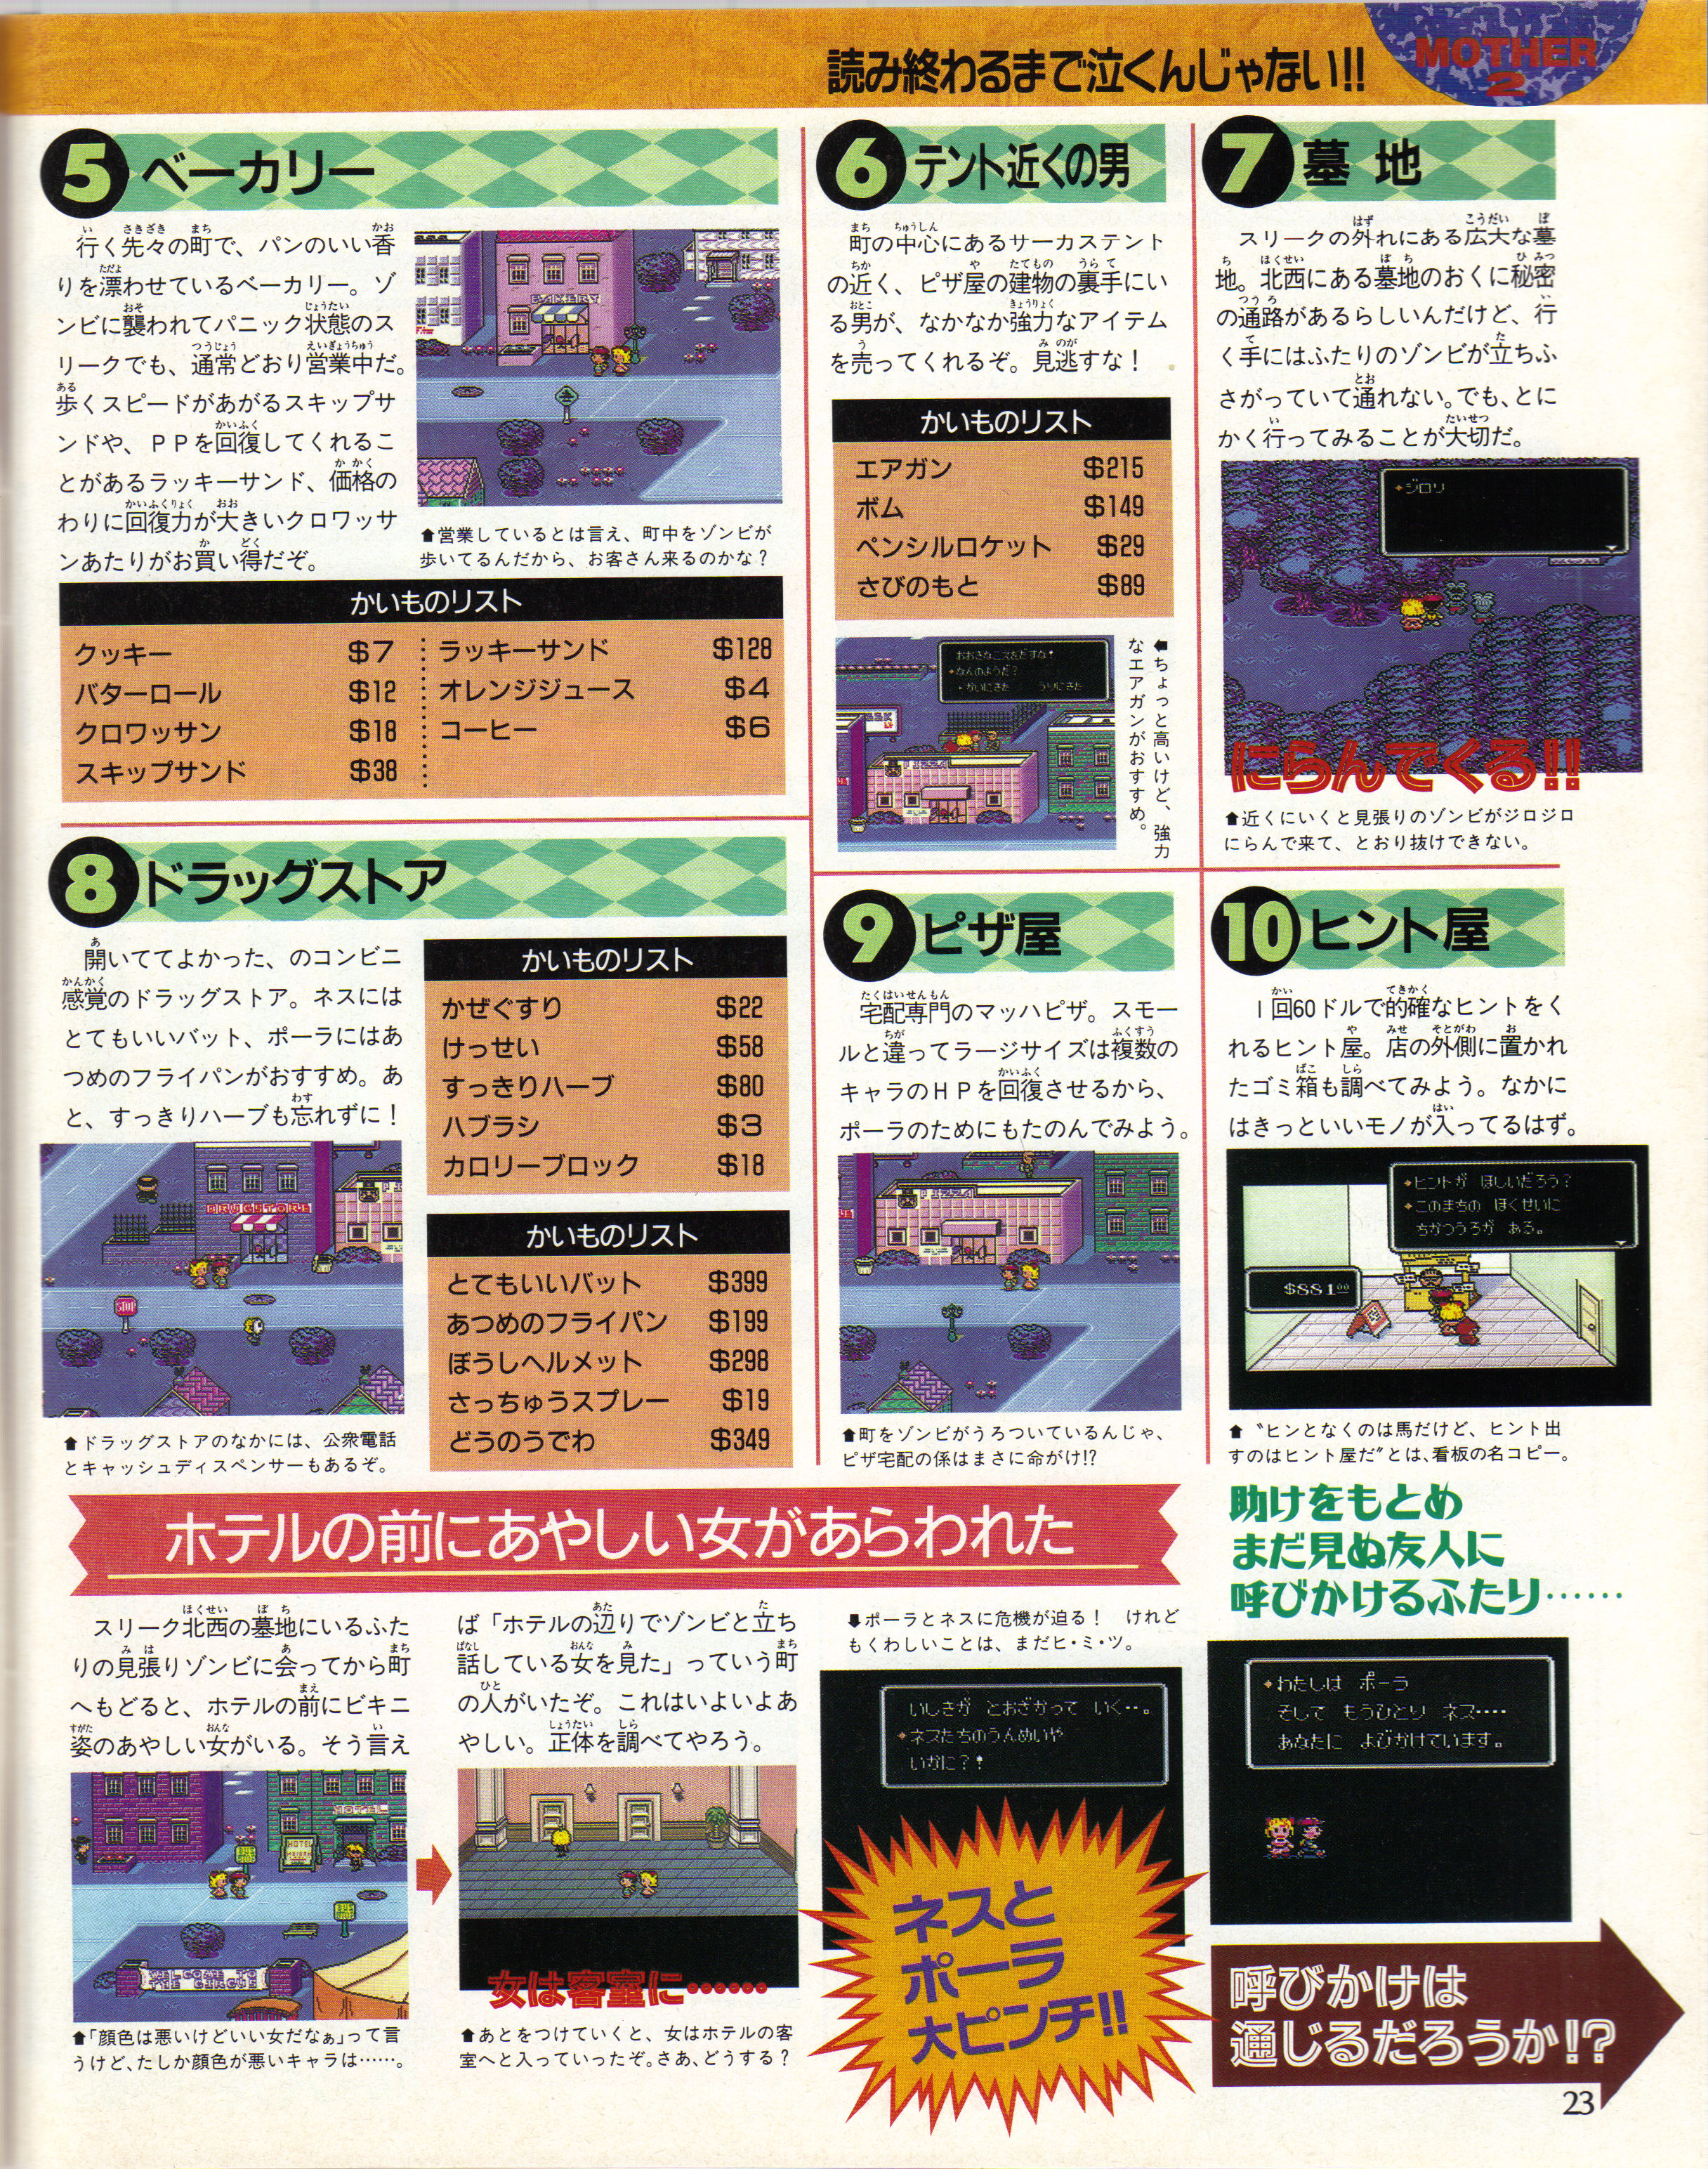 読み終わるまで泣くんじゃない!!
MOTHER
2
5 ベーカリー
行く先々の町で、パンのいい香
りを漂わせているベーカリー。ゾ
ンビに襲われてパニック状態のス
リークでも、通常どおり営業中だ。
歩くスピードがあがるスキップサ
ンドや、PPを回復してくれるこ
とがあるラッキーサンド、価格の
わりに回復力が大きいクロワッサ
ンあたりがお買い得だぞ。
BAKERY
⬆営業しているとは言え、町中をゾンビが
歩いてるんだから、お客さん来るのかな?
かいものリスト
クッキー $7
バターロール $12
クロワッサン $18
スキップサンド $38
ラッキーサンド $128
オレンジジュース $4
コーヒー $6
6 テント近くの男
町の中心にあるサーカステント
の近く、ピザ屋の建物の裏手にい
る男が、なかなか強力なアイテム
を売ってくれるぞ。見逃すな!
かいものリスト
エアガン $215
ボム $149
ペンシルロケット $29
さびのもと $89
おおきなこえをだすな!
なんのようだ?
かいにきた うりにきた
PIZZA
⬅ちょっと高いけど、強力
なエアガンがおすすめ。
7 墓地
スリークの外れにある広大な墓
地。北西にある墓地のおくに秘密
の通路があるらしいんだけど、行
く手にはふたりのゾンビが立ちふ
さがっていて通れない。でも、とに
かく行ってみることが大切だ。
ジロリ
にらんでくる!!
⬆近くにいくと見張りのゾンビがジロジロ
にらんで来て、とおり抜けできない。
8 ドラッグストア
開いててよかった、のコンビニ
感覚のドラッグストア。ネスには
とてもいいバット、ポーラにはあ
つめのフライパンがおすすめ。あ
と、すっきりハーブも忘れずに!
DRUGSTORE
PIZZA
STOP
⬆ドラッグストアのなかには、公衆電話
とキャッシュディスペンサーもあるぞ。
かいものリスト
かぜぐすり $22
けっせい $58
すっきりハーブ $80
ハブラシ $3
カロリーブロック $18
かいものリスト
とてもいいバット $399
あつめのフライパン $199
ぼうしヘルメット $298
さっちゅうスプレー $19
どうのうでわ $349
9 ピザ屋
宅配専門のマッハピザ。スモー
ルと違ってラージサイズは複数の
キャラのHPを回復させるから、
ポーラのためにもたのんでみよう。
PIZZA
⬆町をゾンビがうろついているんじゃ、
ピザ宅配の係はまさに命がけ!?
10 ヒント屋
1回60ドルで的確なヒントをく
れるヒント屋。店の外側に置かれ
たゴミ箱も調べてみよう。なかに
はきっといいモノが入ってるはず。
ヒントが ほしいだろう?
このまちの ほくせいに
ちかつうろが ある。
$881.00
⬆〝ヒンとなくのは馬だけど、ヒント出
すのはヒント屋だ〟とは、看板の名コピー。
ホテルの前にあやしい女があらわれた
スリーク北西の墓地にいるふた
りの見張りゾンビに会ってから町
へもどると、ホテルの前にビキニ
姿のあやしい女がいる。そう言え
ば「ホテルの辺りでゾンビと立ち
話している女を見た」っていう町
の人がいたぞ。これはいよいよあ
やしい。正体を調べてやろう。
HOTEL
HOTEL
BUS
STOP
BUS
STOP
WELCOME TO
THE CIRCUS
⬆「顔色は悪いけどいい女だなぁ」って言
うけど、たしか顔色が悪いキャラは……。
女は客室に……
⬆あとをつけていくと、女はホテルの客
室へと入っていったぞ。さあ、どうする?
⬇ポーラとネスに危機が迫る! けれど
もくわしいことは、まだヒ・ミ・ツ。
いしきが とおざかって いく‥。
ネスたちのうんめいや
いかに?!
ネスと
ポーラ
大ピンチ!!
助けをもとめ
まだ見ぬ友人に
呼びかけるふたり……
わたしは ポーラ
そして もうひとり ネス‥‥
あなたに よびかけています。
呼びかけは
通じるだろうか!?
23